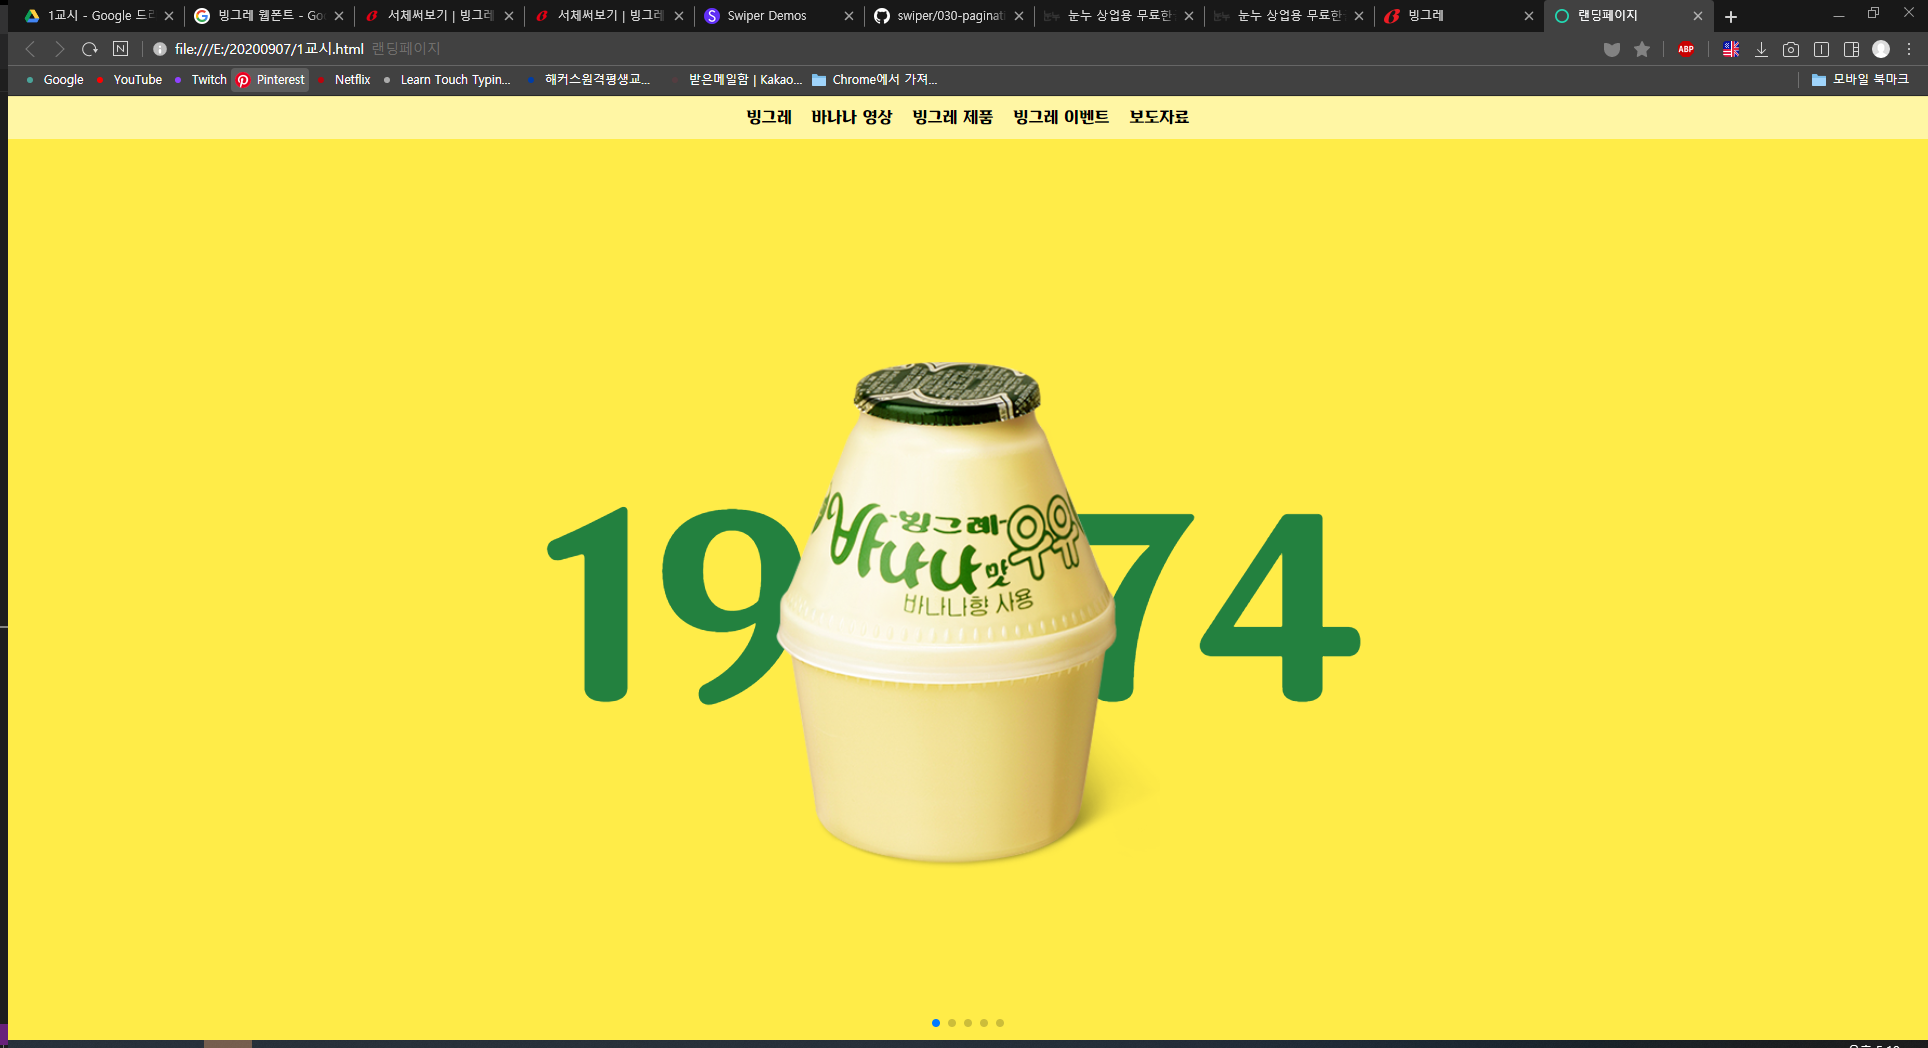 1교시 - Google 드리
빙그레 웹폰트 - Goo
서체써보기 | 빙그레
서체써보기 | 빙그레
Swiper Demos
swiper/030-paginati
눈누 상업용 무료한
눈누 상업용 무료한
빙그레
랜딩페이지
file:///E:/20200907/1교시.html 랜딩페이지
ABP
Google YouTube Twitch Pinterest Netflix Learn Touch Typin... 해커스원격평생교... 받은메일함 | Kakao... Chrome에서 가져... 모바일 북마크
빙그레 바나나 영상 빙그레 제품 빙그레 이벤트 보도자료
1974
빙그레
바나나맛우유
바나나향 사용